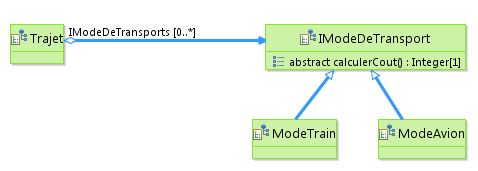 Trajet
IModeDeTransports [0..*]
IModeDeTransport
abstract calculerCout() : Integer[1]
ModeTrain
ModeAvion